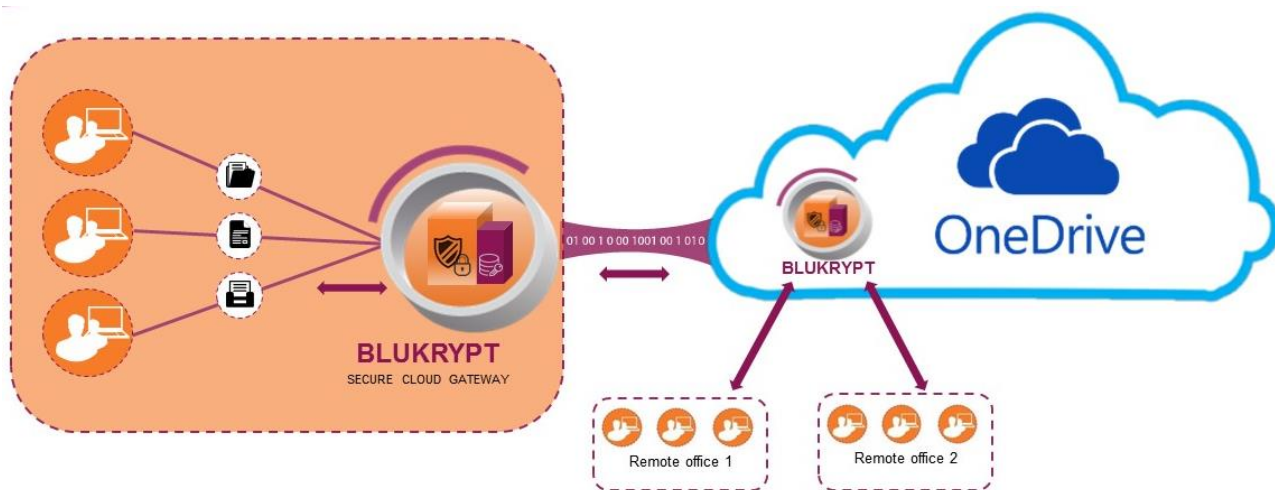 BLUKRYPT
SECURE CLOUD GATEWAY
01 00 1 0 00 1001 00 1 010
OneDrive
BLUKRYPT
Remote office 1
Remote office 2